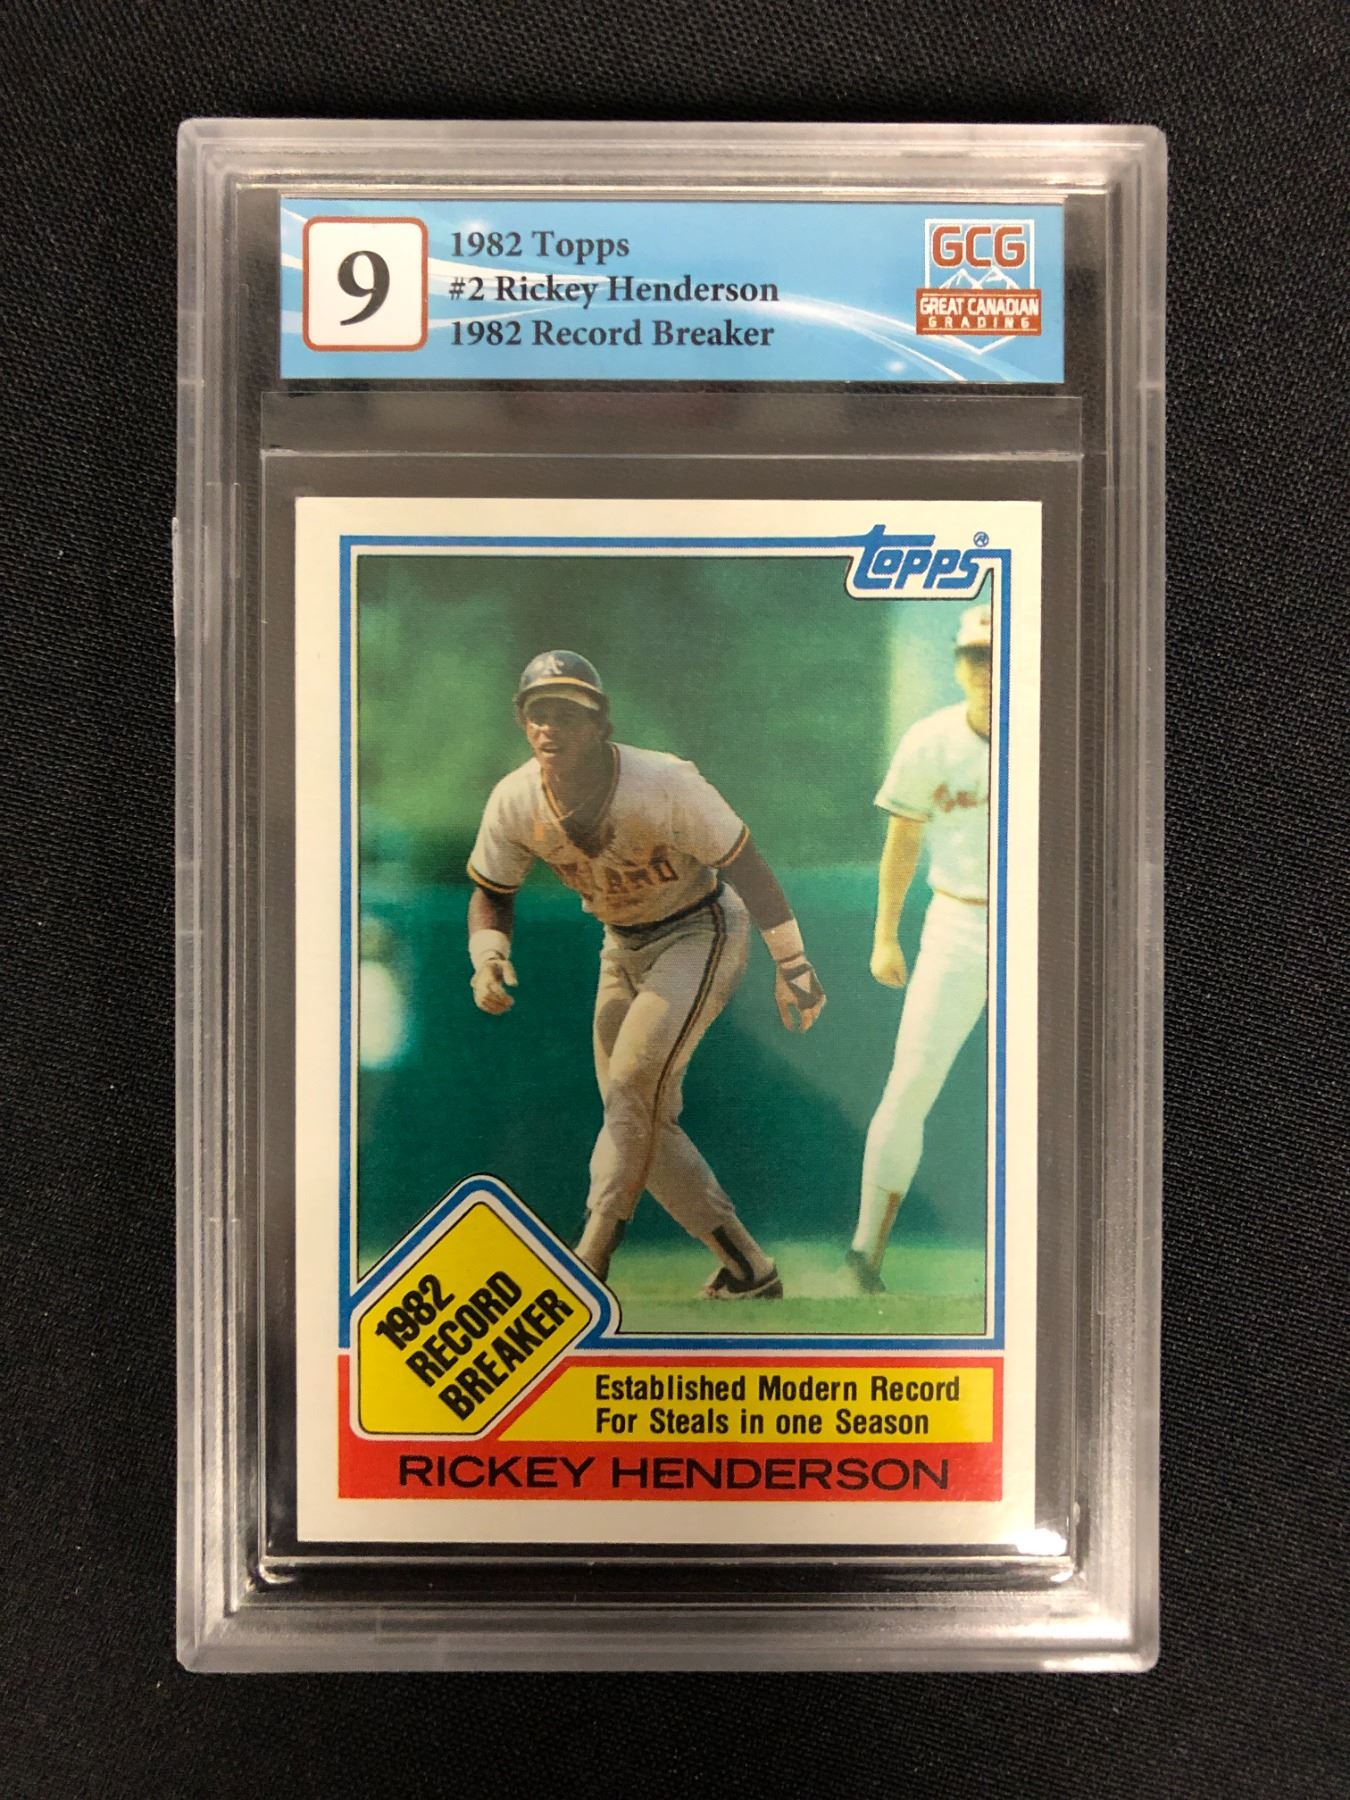 9
1982 Topps
#2 Rickey Henderson
1982 Record Breaker
GCG
GREAT CANADIAN
GRADING
topps®
A
1982
RECORD
BREAKER
Established Modern Record
For Steals in one Season
RICKEY HENDERSON